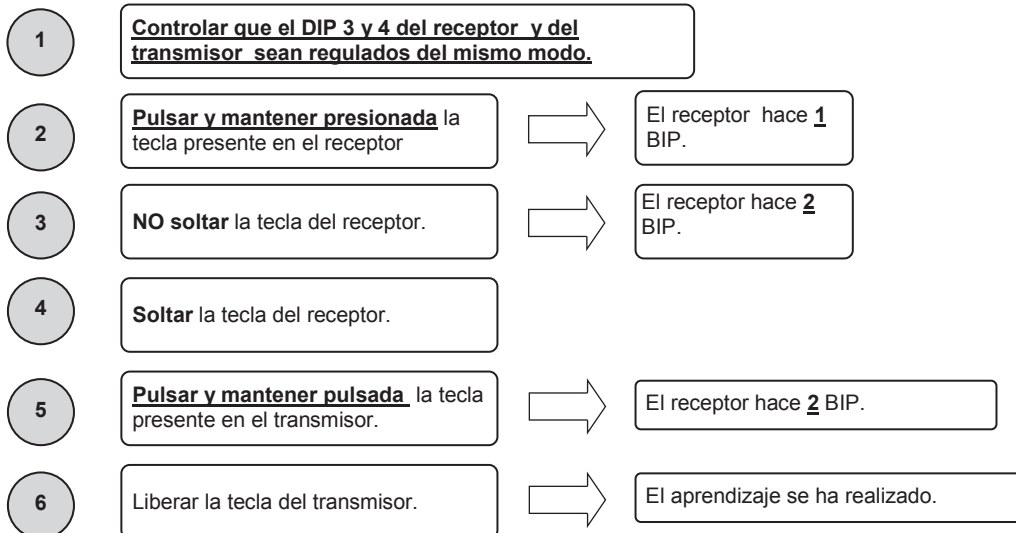 1
Controlar que el DIP 3 y 4 del receptor y del
transmisor sean regulados del mismo modo.
2
Pulsar y mantener presionada la
tecla presente en el receptor
El receptor hace 1
BIP.
3
NO soltar la tecla del receptor.
El receptor hace 2
BIP.
4
Soltar la tecla del receptor.
5
Pulsar y mantener pulsada la tecla
presente en el transmisor.
El receptor hace 2 BIP.
6
Liberar la tecla del transmisor.
El aprendizaje se ha realizado.